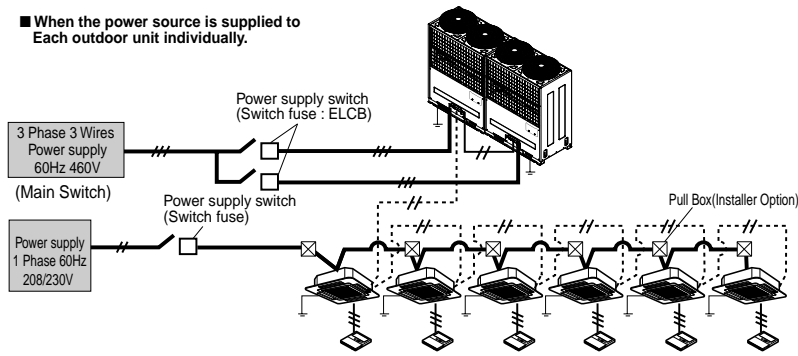 ■ When the power source is supplied to
Each outdoor unit individually.
Power supply switch
(Switch fuse : ELCB)
3 Phase 3 Wires
Power supply
60Hz 460V
(Main Switch)
Power supply switch
(Switch fuse)
Pull Box(Installer Option)
Power supply
1 Phase 60Hz
208/230V